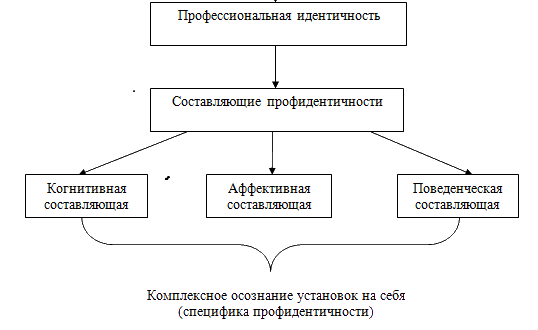 Профессиональная идентичность
Составляющие профидентичности
Когнитивная
составляющая
Аффективная
составляющая
Поведенческая
составляющая
Комплексное осознание установок на себя
(специфика профидентичности)